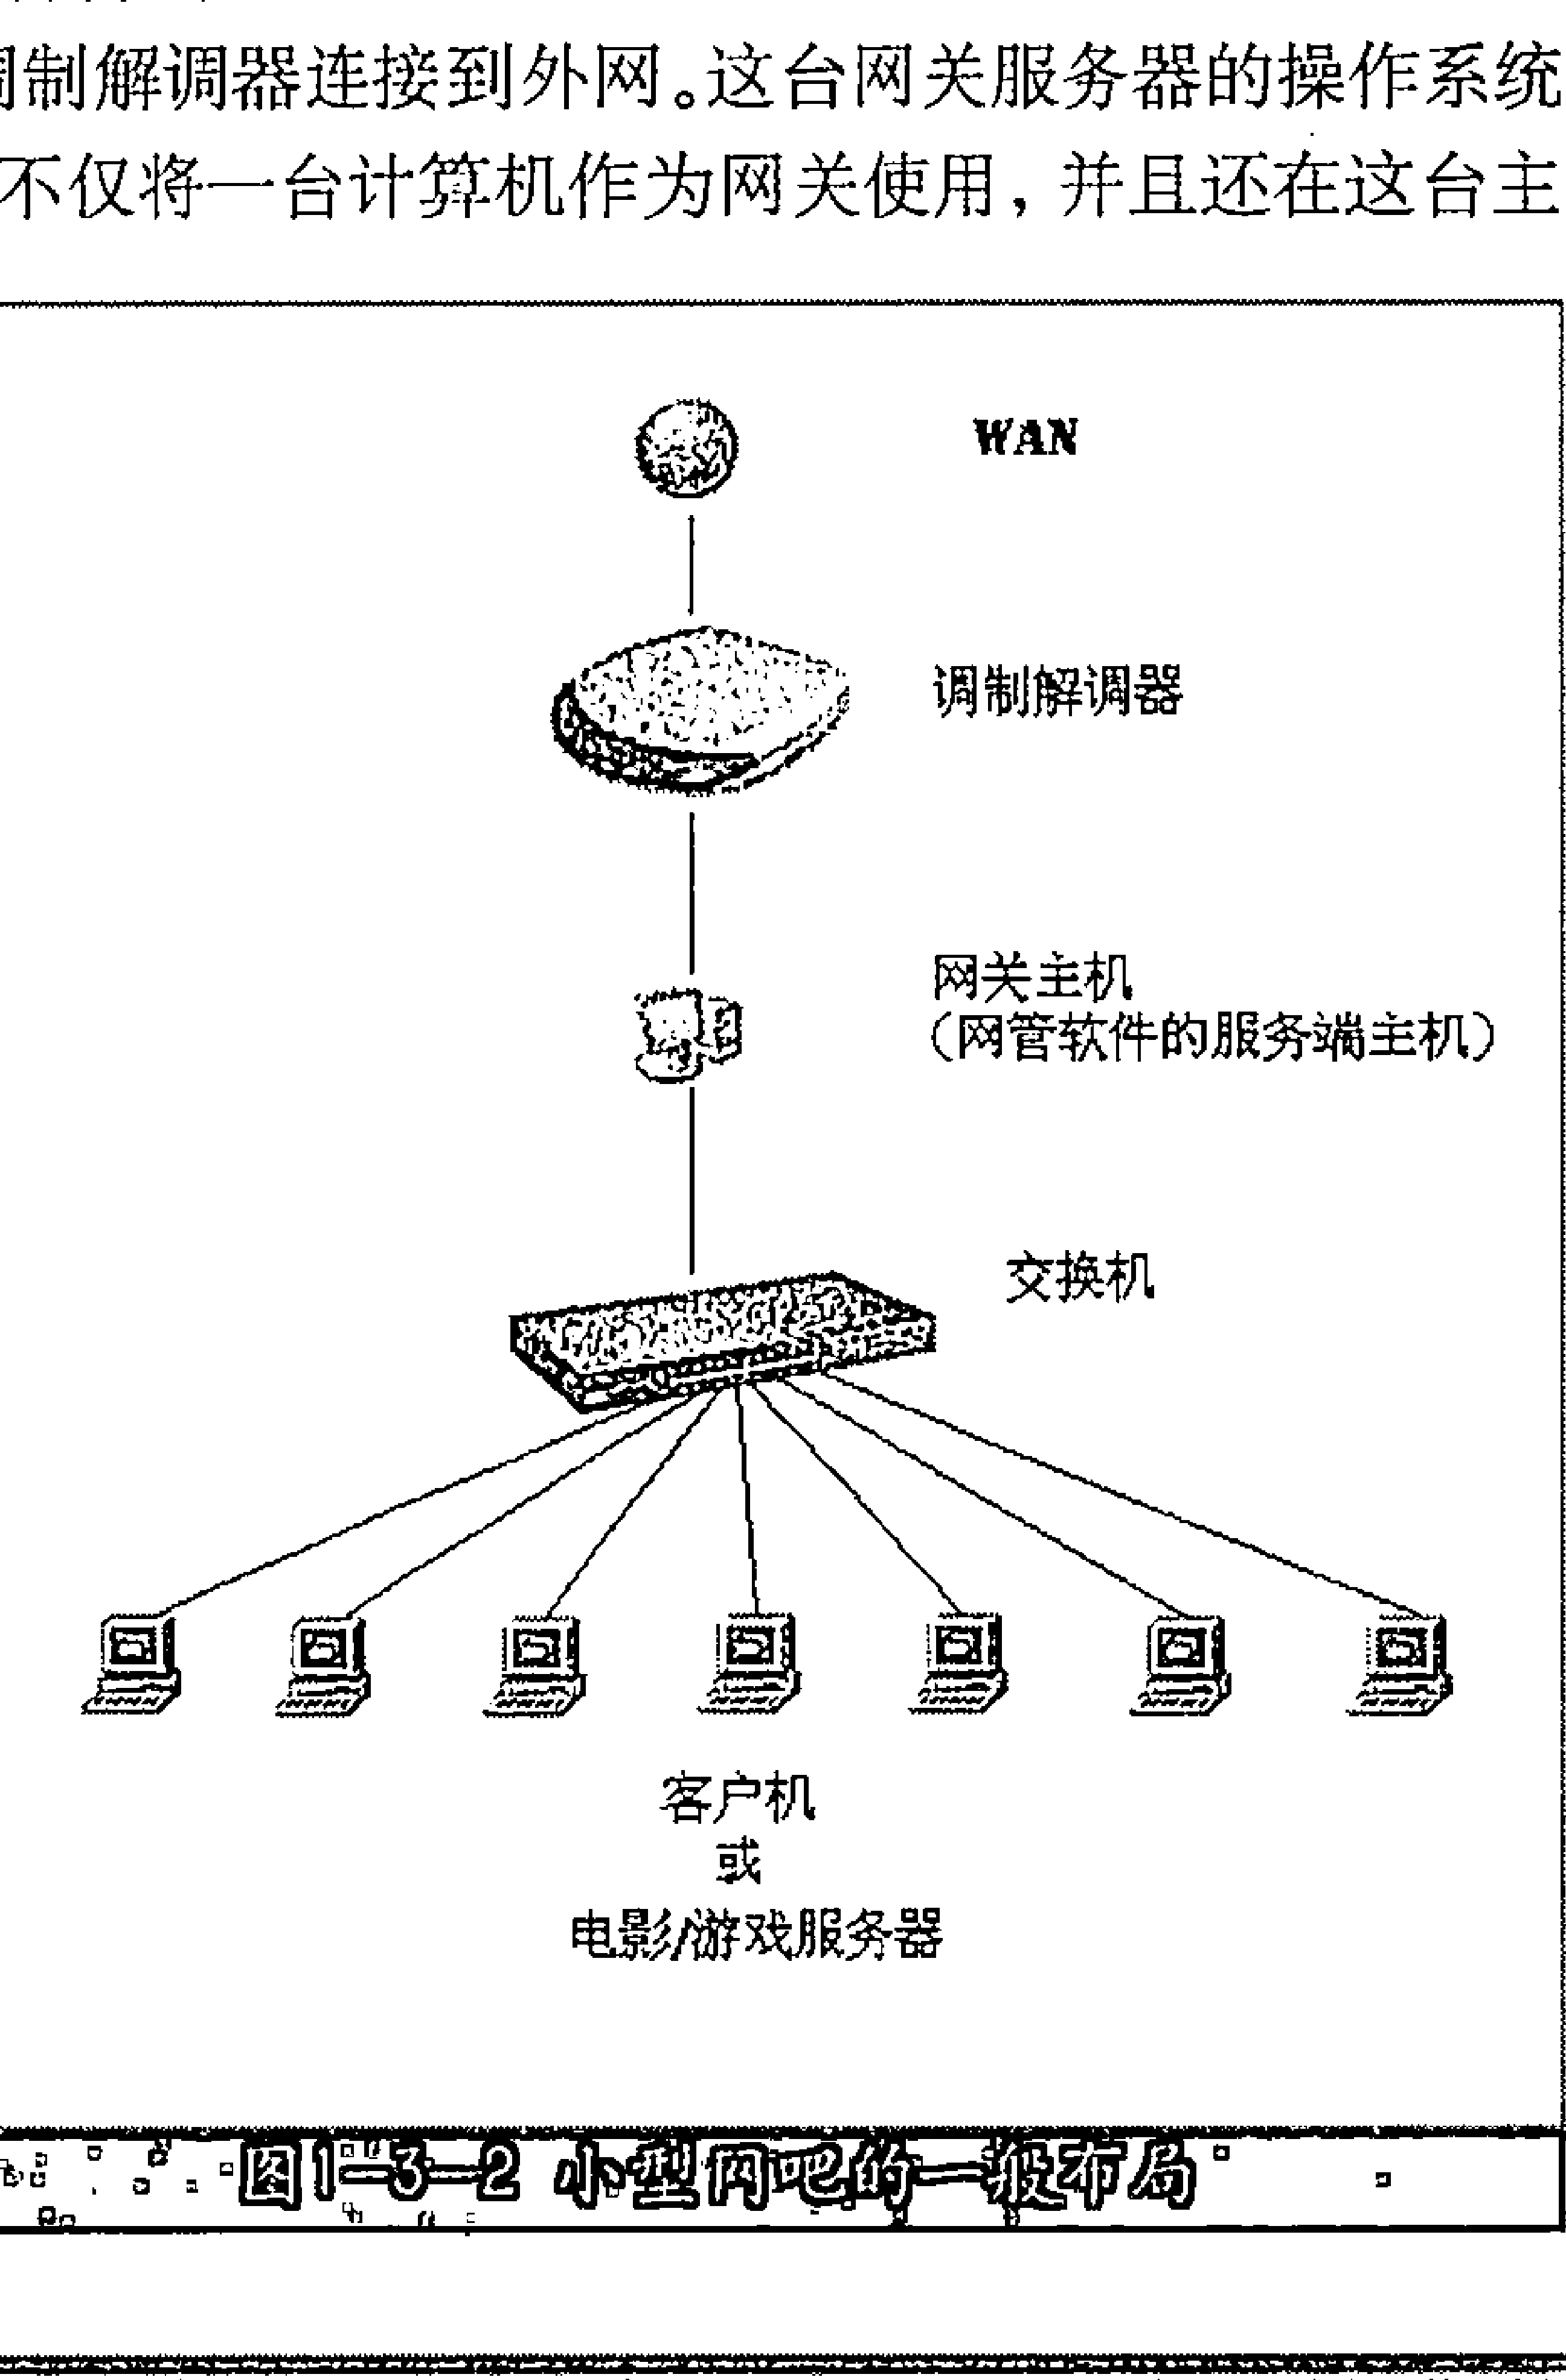 制解调器连接到外网。这台网关服务器的操作系统
不仅将一台计算机作为网关使用，并且还在这台主
WAN
调制解调器
网关主机
（网管软件的服务端主机）
交换机
客户机
或
电影/游戏服务器
图1-3-2 小型网吧的一般布局